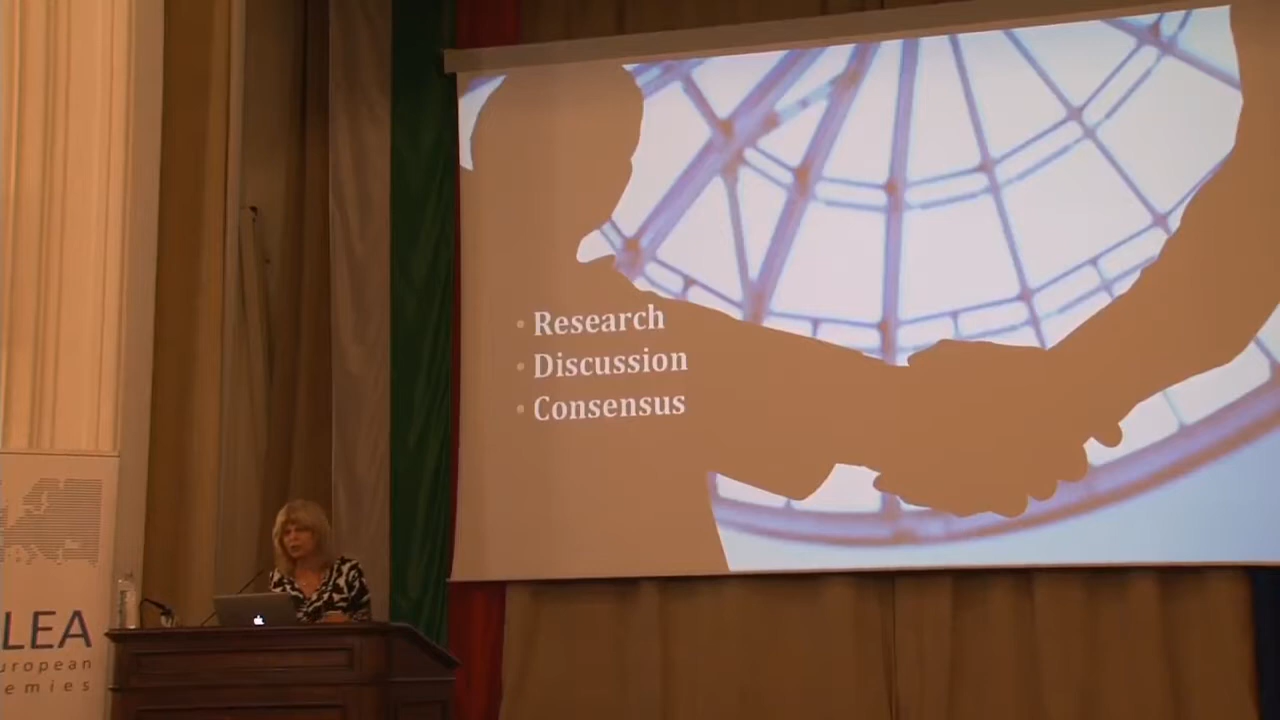 • Research
• Discussion
• Consensus
LEA
uropean
emies